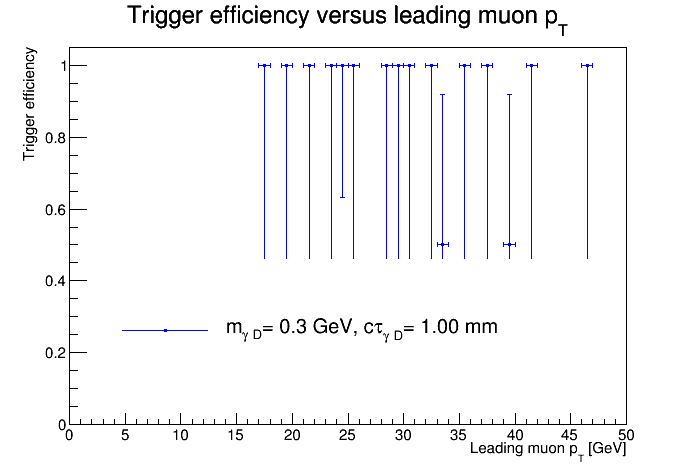 Trigger efficiency versus leading muon p_T
Trigger efficiency
1
0.8
0.6
0.4
0.2
0
m_γ D= 0.3 GeV, cτ_γ D= 1.00 mm
0 5 10 15 20 25 30 35 40 45 50
Leading muon p_T [GeV]